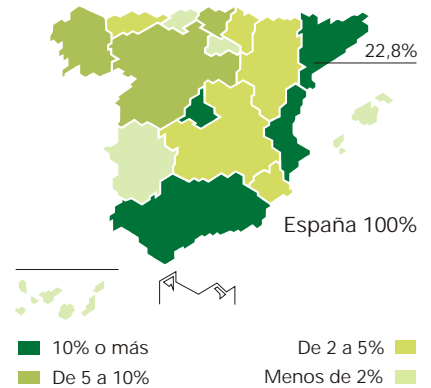 22,8%
España 100%
10% o más
De 2 a 5%
De 5 a 10%
Menos de 2%